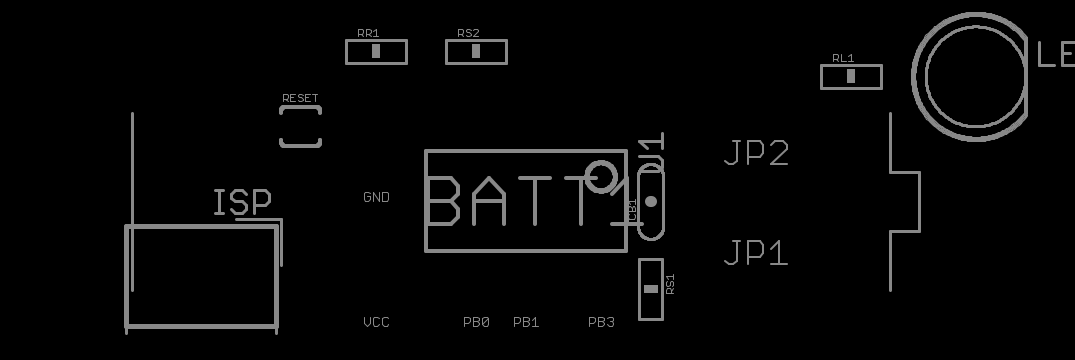 RR1 RS2
LE
RL1
RESET
U1
JP2
ISP
GND
BATT1
CB1
JP1
RS1
VCC PB0 PB1 PB3